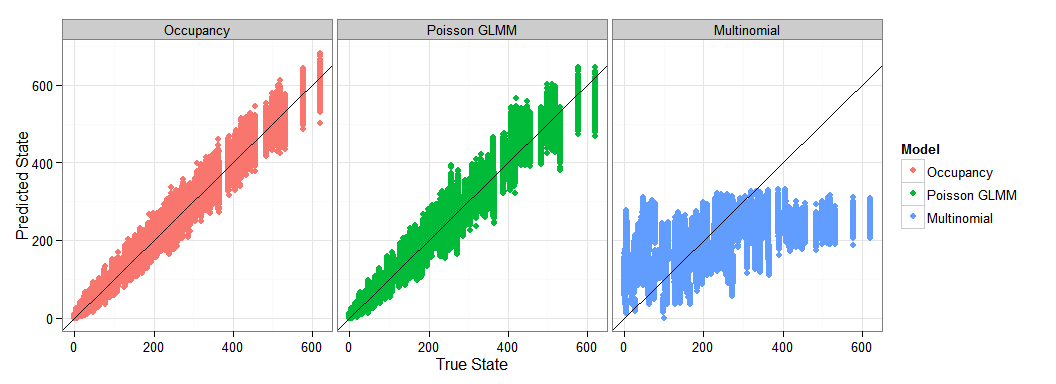 Occupancy Poisson GLMM Multinomial
Predicted State
600
400
200
0
0 200 400 600 0 200 400 600 0 200 400 600
True State
Model
Occupancy
Poisson GLMM
Multinomial